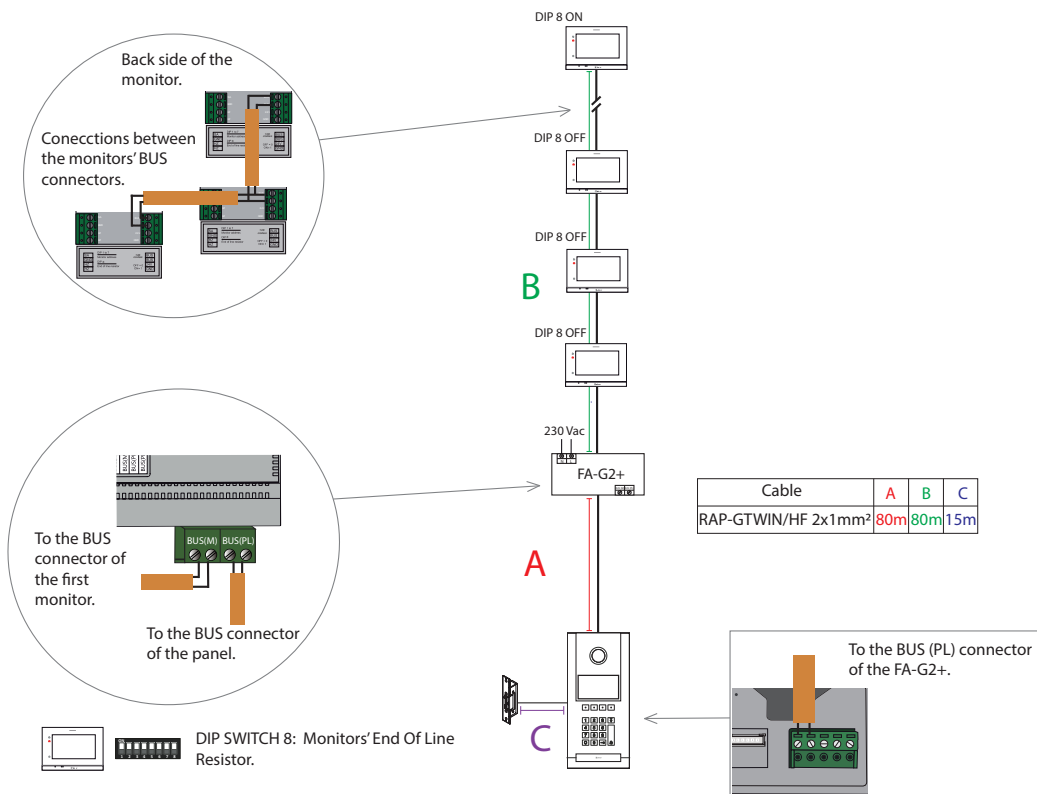 DIP 8 ON
Back side of the
monitor.
Conecctions between
the monitors' BUS
connectors.
DIP 8 OFF
DIP 8 OFF
B
DIP 8 OFF
230 Vac
FA-G2+
Cable A B C
RAP-GTWIN/HF 2x1mm² 80m 80m 15m
BUS(M) BUS(PL)
To the BUS
connector of
the first
monitor.
To the BUS connector
of the panel.
A
To the BUS (PL) connector
of the FA-G2+.
C
DIP SWITCH 8: Monitors' End Of Line
Resistor.